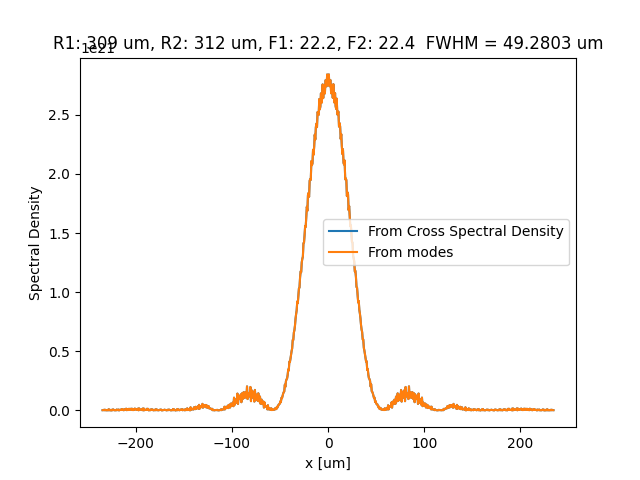 R1: 309 um, R2: 312 um, F1: 22.2, F2: 22.4  FWHM = 49.2803 um
1e21
2.5
2.0
1.5
1.0
0.5
0.0
Spectral Density
From Cross Spectral Density
From modes
−200
−100
0
100
200
x [um]